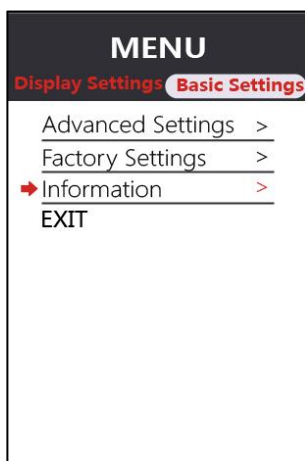 MENU
Display Settings Basic Settings
Advanced Settings >
Factory Settings >
Information >
EXIT